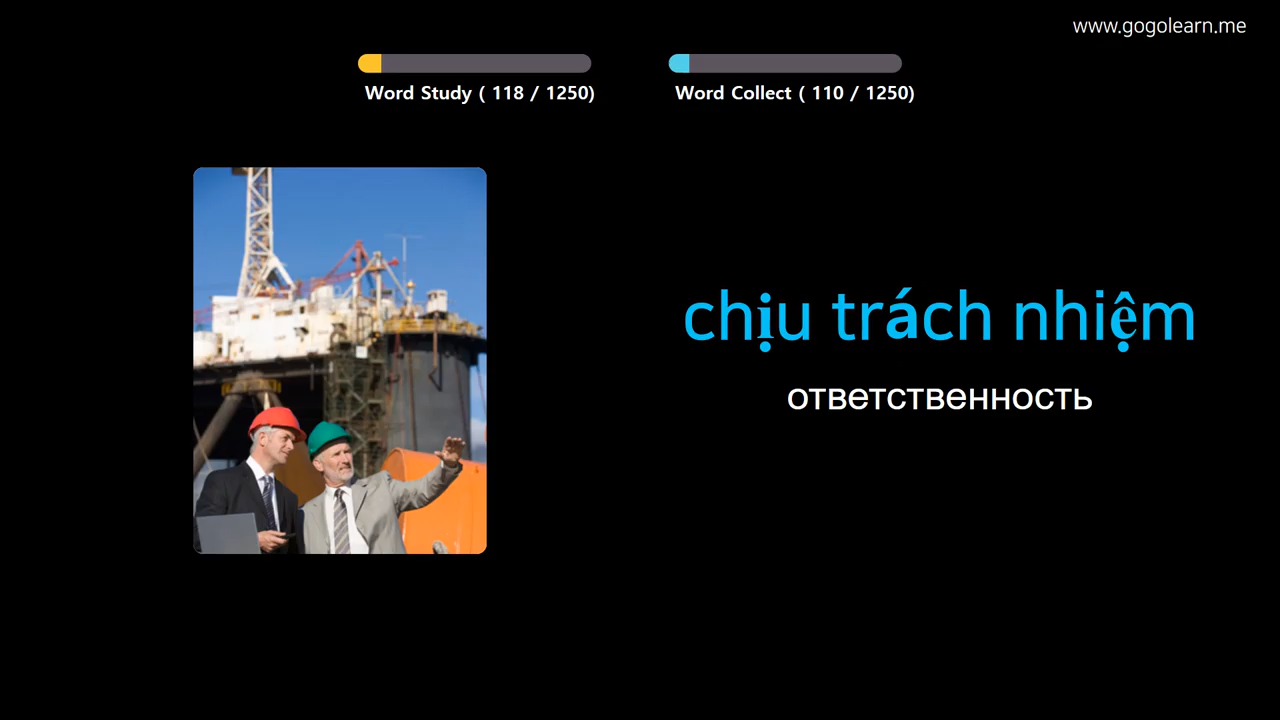 www.gogolearn.me
Word Study ( 118 / 1250)
Word Collect ( 110 / 1250)
chịu trách nhiệm
ответственность